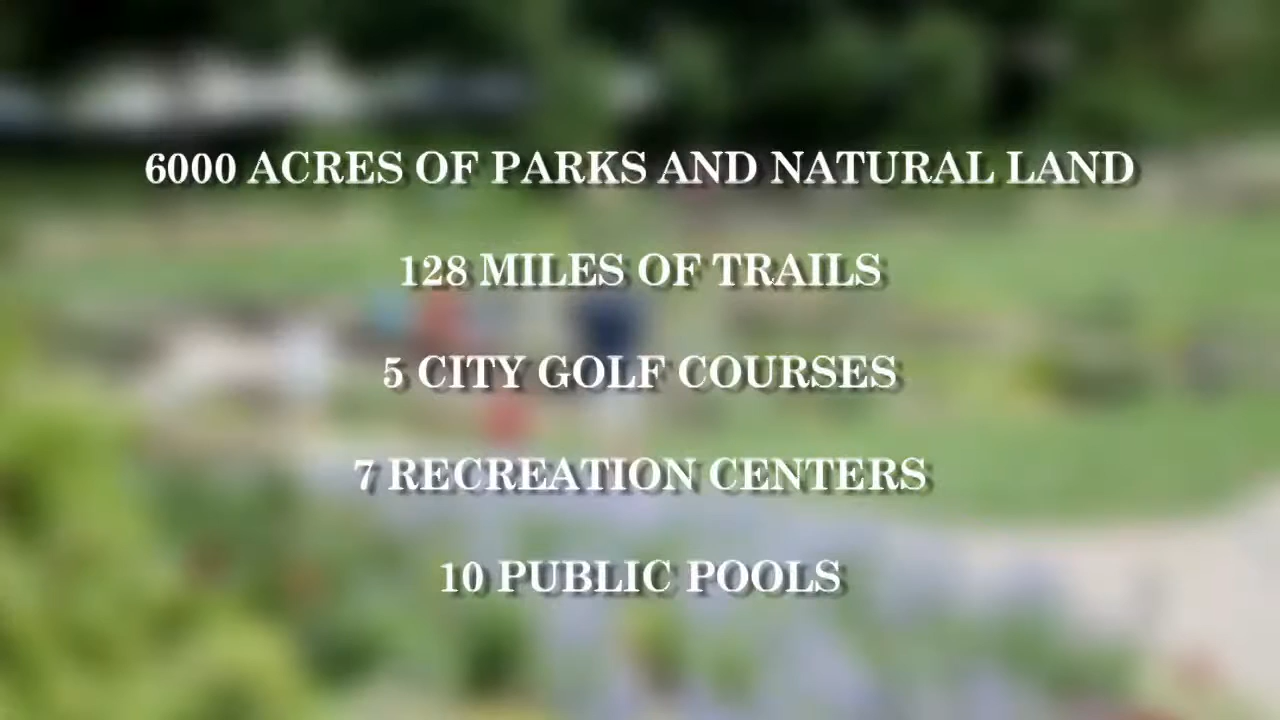 6000 ACRES OF PARKS AND NATURAL LAND
128 MILES OF TRAILS
5 CITY GOLF COURSES
7 RECREATION CENTERS
10 PUBLIC POOLS